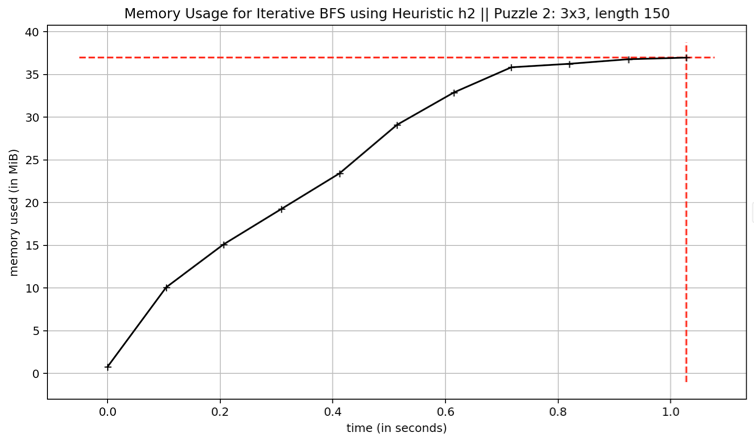 Memory Usage for Iterative BFS using Heuristic h2 || Puzzle 2: 3x3, length 150
memory used (in MiB)
40
35
30
25
20
15
10
5
0
0.0 0.2 0.4 0.6 0.8 1.0
time (in seconds)